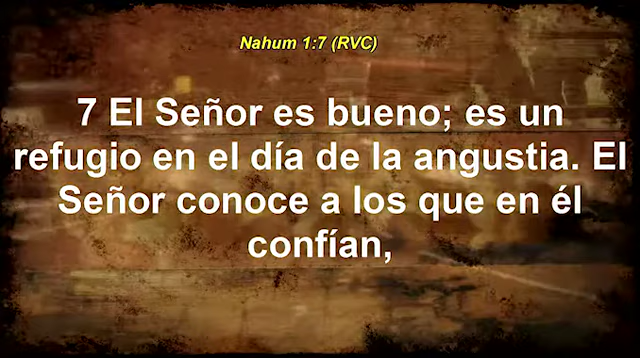 Nahum 1:7 (RVC)
7 El Señor es bueno; es un
refugio en el día de la angustia. El
Señor conoce a los que en él
confían,